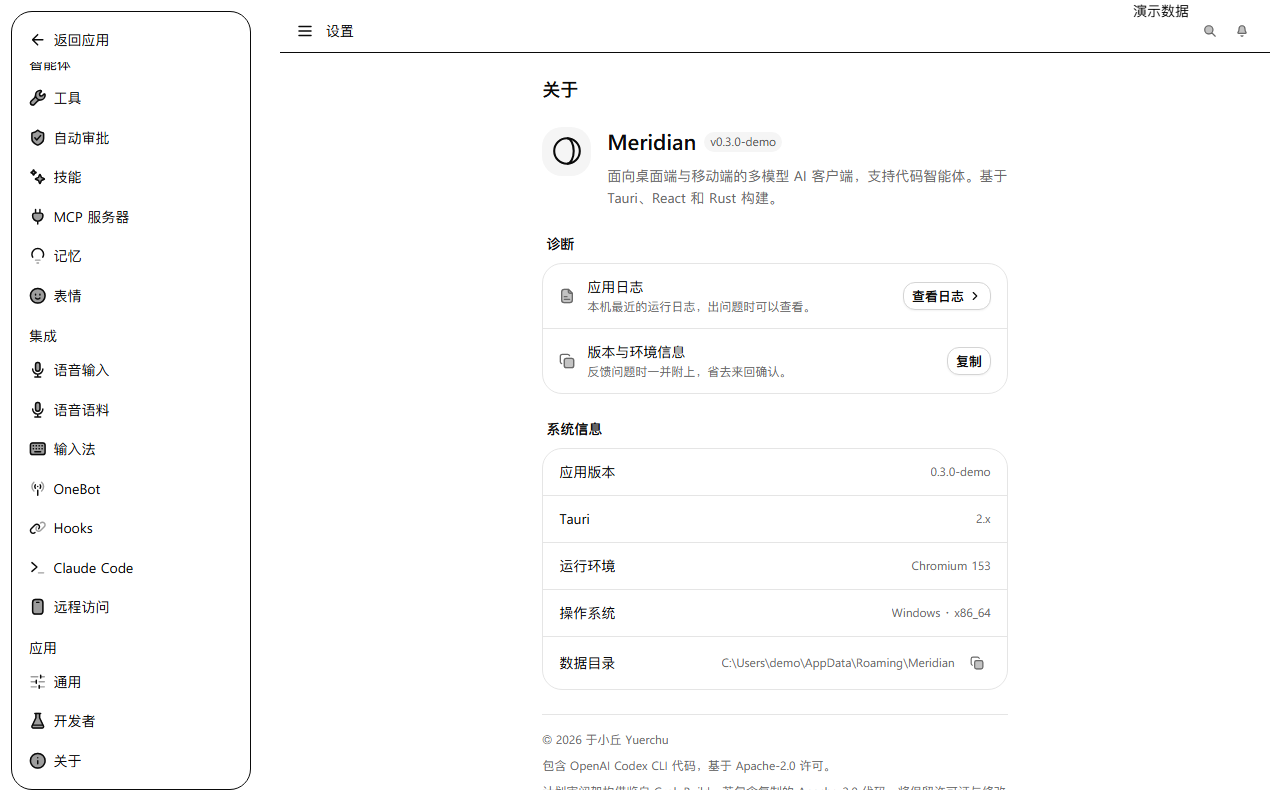 返回应用
智能体
工具
自动审批
技能
MCP 服务器
记忆
表情
集成
语音输入
语音语料
输入法
OneBot
Hooks
Claude Code
远程访问
应用
通用
开发者
关于
设置
演示数据
关于
Meridian v0.3.0-demo
面向桌面端与移动端的多模型 AI 客户端，支持代码智能体。基于
Tauri、React 和 Rust 构建。
诊断
应用日志
本机最近的运行日志，出问题时可以查看。
查看日志
版本与环境信息
反馈问题时一并附上，省去来回确认。
复制
系统信息
应用版本 0.3.0-demo
Tauri 2.x
运行环境 Chromium 153
操作系统 Windows · x86_64
数据目录 C:\Users\demo\AppData\Roaming\Meridian
© 2026 于小丘 Yuerchu
包含 OpenAI Codex CLI 代码，基于 Apache-2.0 许可。